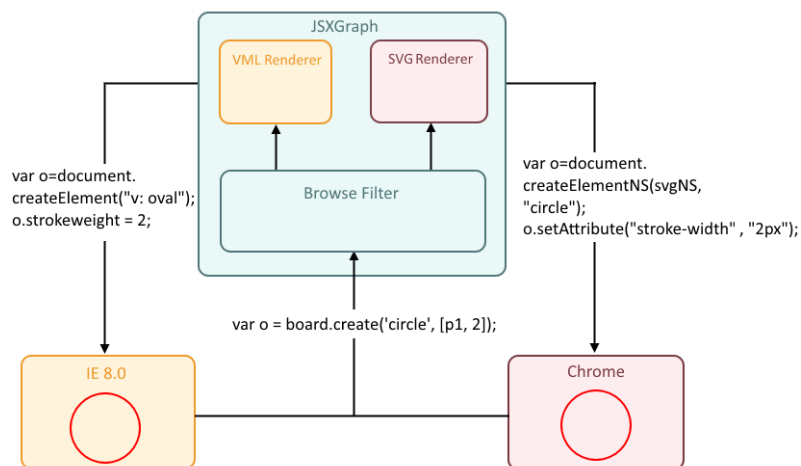 JSXGraph
VML Renderer
SVG Renderer
Browse Filter
var o=document.
createElement("v: oval");
o.strokeweight = 2;
var o=document.
createElementNS(svgNS,
"circle");
o.setAttribute("stroke-width" , "2px");
var o = board.create('circle', [p1, 2]);
IE 8.0
Chrome